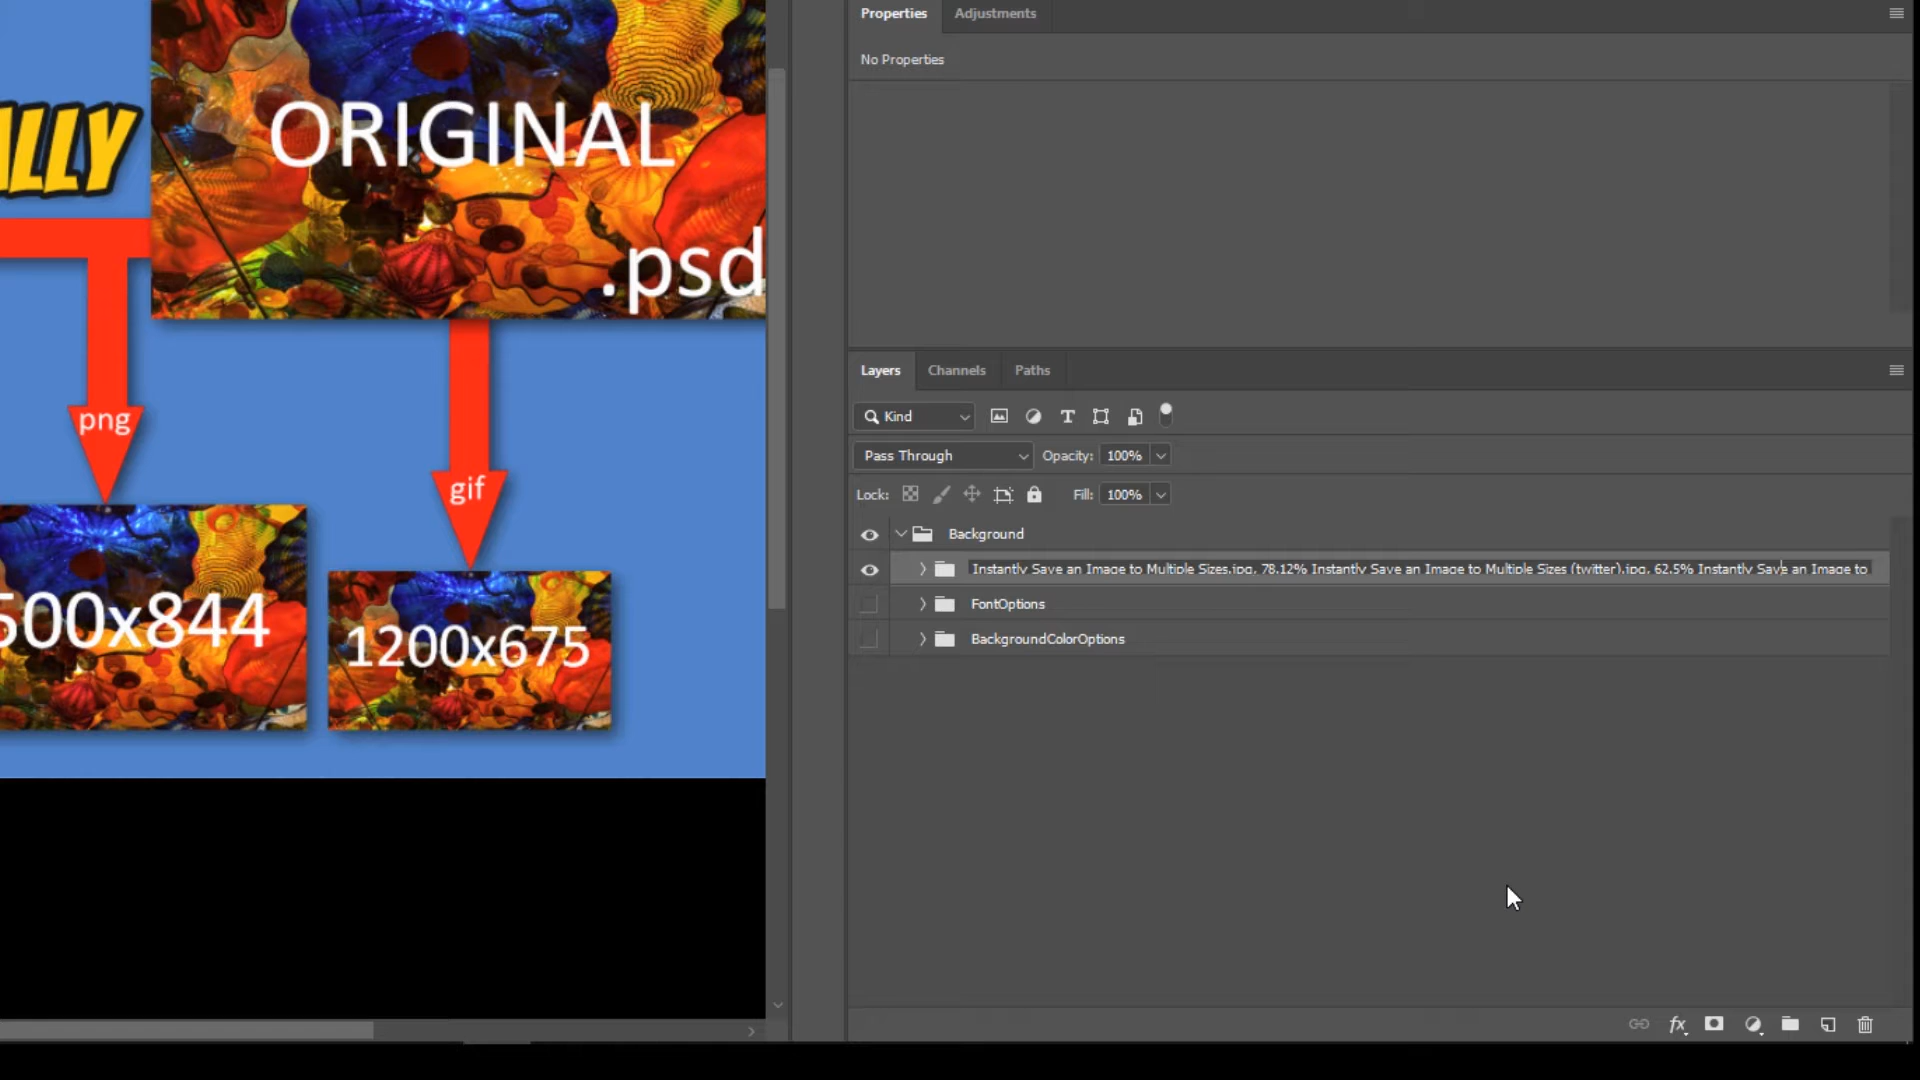 Properties
Adjustments
No Properties
ORIGINAL
ALLY
.psd
Layers
Channels
Paths
Kind
Pass Through
Opacity:
100%
Lock:
Fill:
100%
png
gif
Background
Instantly Save an Image to Multiple Sizes.jpg, 78.12% Instantly Save an Image to Multiple Sizes (twitter).jpg, 62.5% Instantly Save an Image to
FontOptions
BackgroundColorOptions
500x844
1200x675
fx